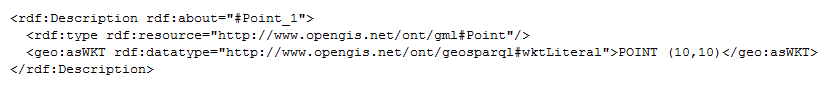 <rdf:Description rdf:about="#Point_1">
  <rdf:type rdf:resource="http://www.opengis.net/ont/gml#Point"/>
  <geo:asWKT rdf:datatype="http://www.opengis.net/ont/geosparql#wktLiteral">POINT (10,10)</geo:asWKT>
</rdf:Description>